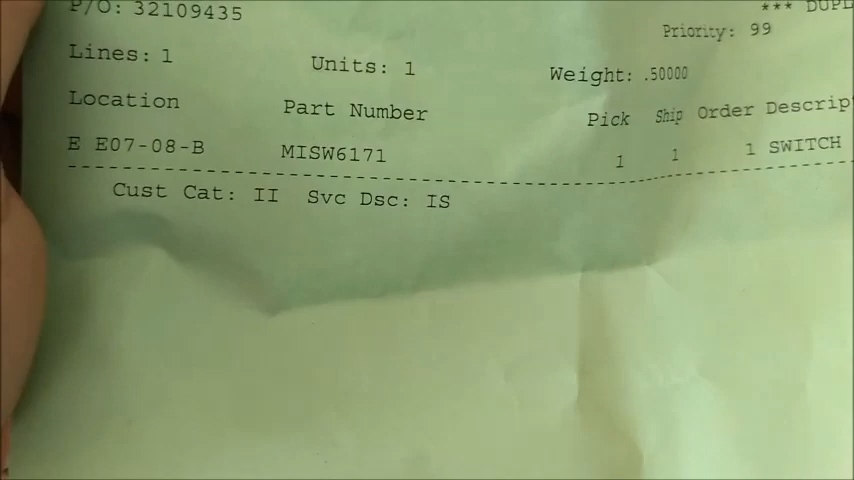 P/O: 32109435 *** DUPL
Priority: 99
Lines: 1 Units: 1 Weight: .50000
Location Part Number Pick Ship Order Descript
E E07-08-B MISW6171 1 1 1 SWITCH
Cust Cat: II Svc Dsc: IS